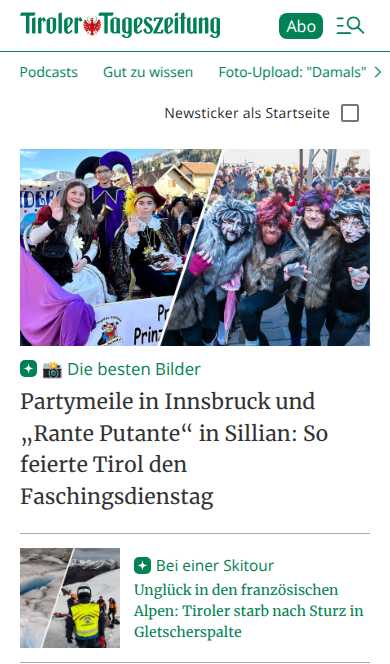 Tiroler Tageszeitung
Abo
Podcasts
Gut zu wissen
Foto-Upload: "Damals"
Newsticker als Startseite
Die besten Bilder
Partymeile in Innsbruck und
„Rante Putante“ in Sillian: So
feierte Tirol den
Faschingsdienstag
Bei einer Skitour
Unglück in den französischen
Alpen: Tiroler starb nach Sturz in
Gletscherspalte